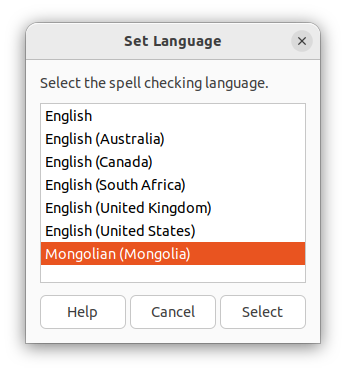 Set Language
Select the spell checking language.
English
English (Australia)
English (Canada)
English (South Africa)
English (United Kingdom)
English (United States)
Mongolian (Mongolia)
Help Cancel Select